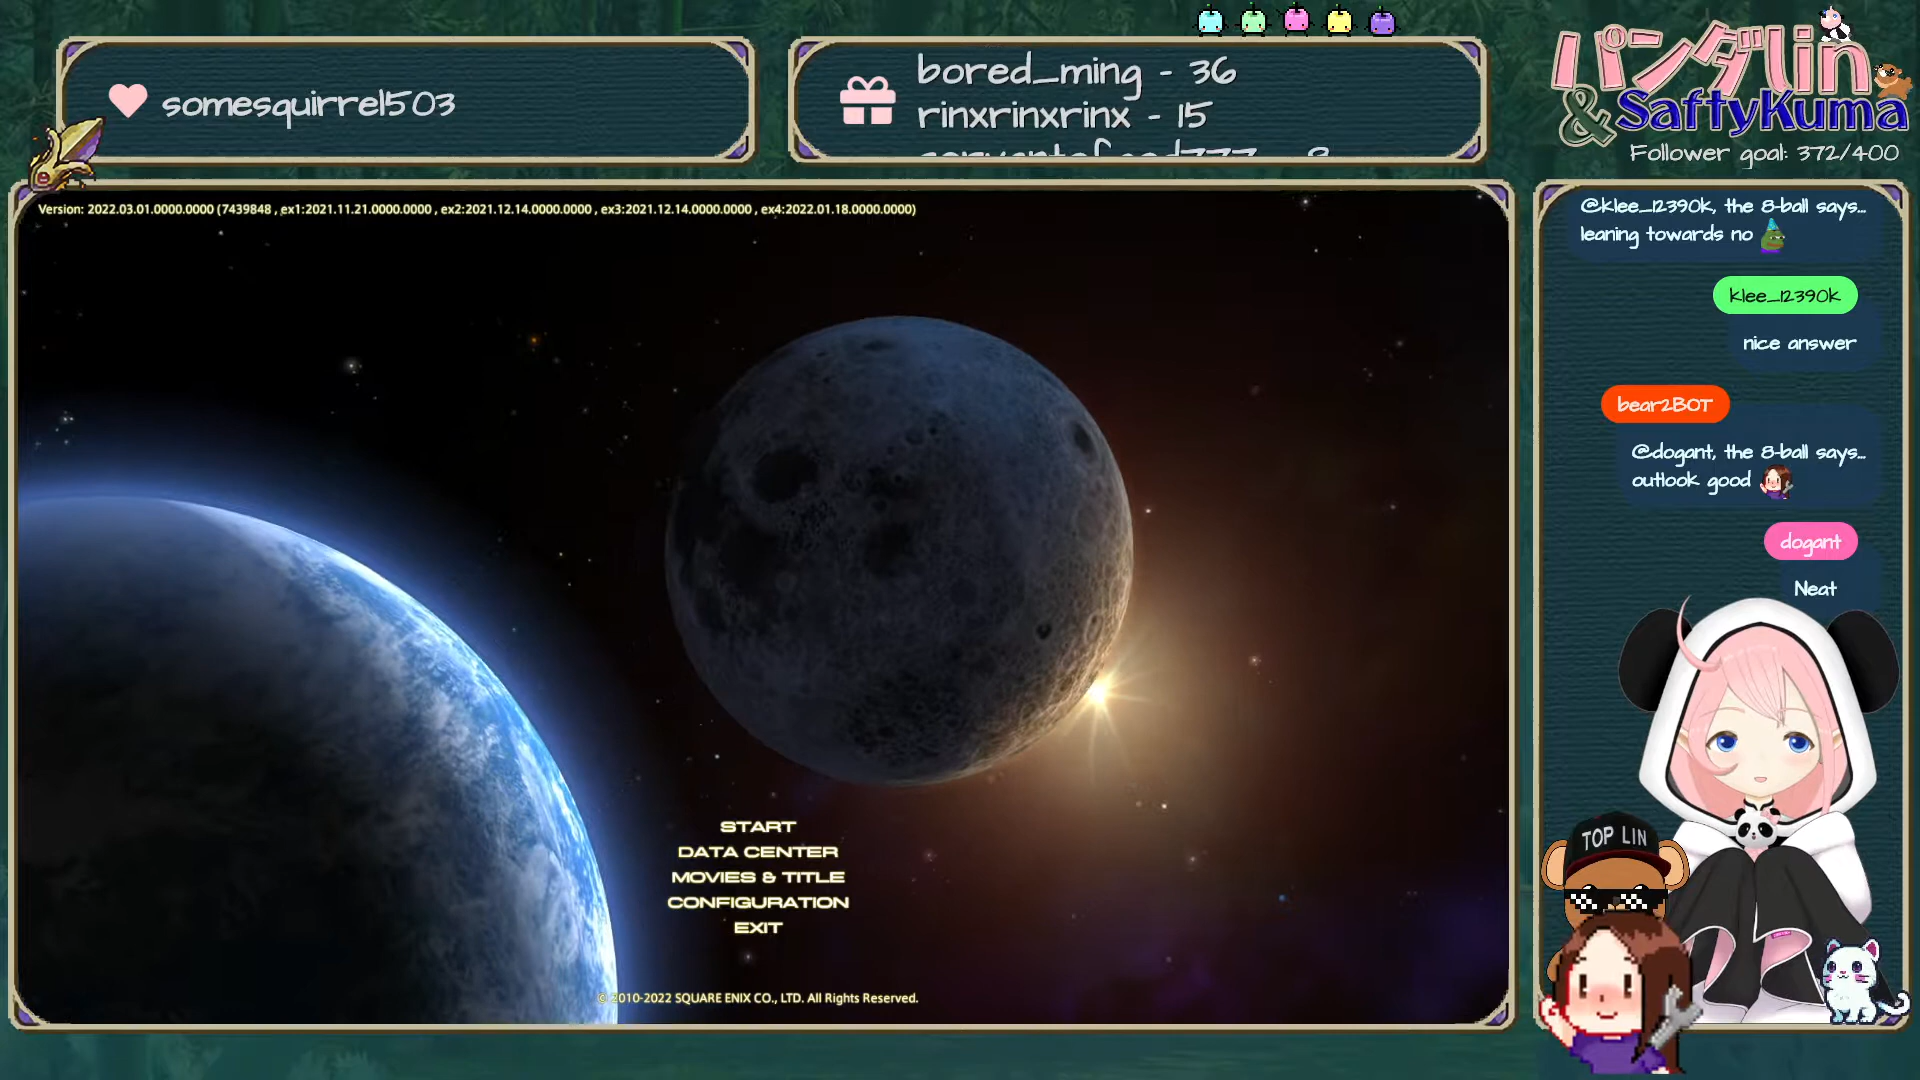 somesquirrel503
bored_ming - 36
rinxrinxrinx - 15
パンダlin
&SaftyKuma
Follower goal: 372/400
Version: 2022.03.01.0000.0000 (7439848 , ex1:2021.11.21.0000.0000 , ex2:2021.12.14.0000.0000 , ex3:2021.12.14.0000.0000 , ex4:2022.01.18.0000.0000)
START
DATA CENTER
MOVIES & TITLE
CONFIGURATION
EXIT
© 2010-2022 SQUARE ENIX CO., LTD. All Rights Reserved.
@klee_12390k, the 8-ball says...
leaning towards no
klee_12390k
nice answer
bear2BOT
@dogant, the 8-ball says...
outlook good
dogant
Neat
TOP LIN